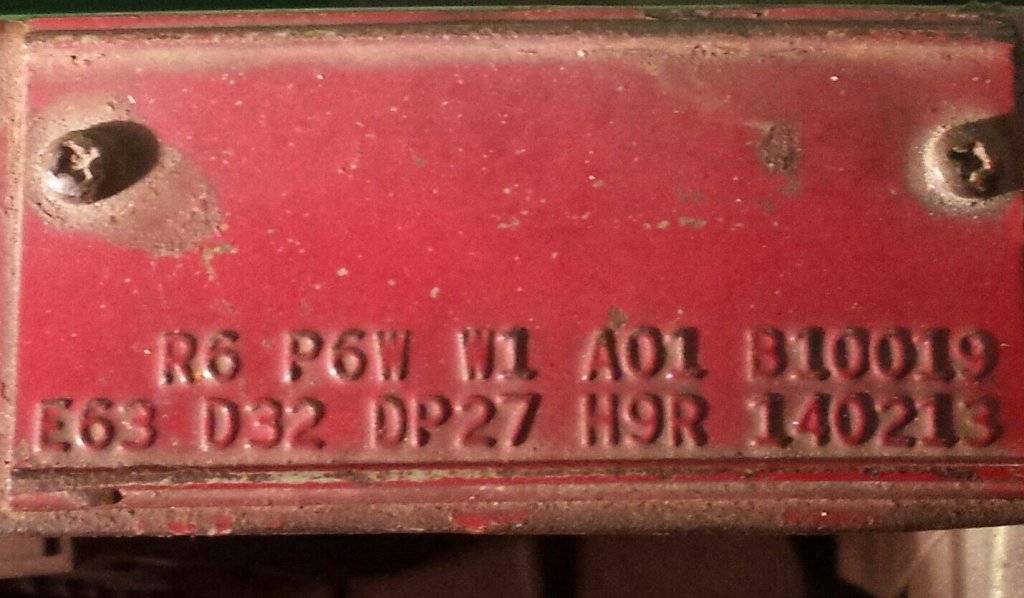 R6 P6W W1 A01 B10019
E63 D32 DP27 H9R 140213